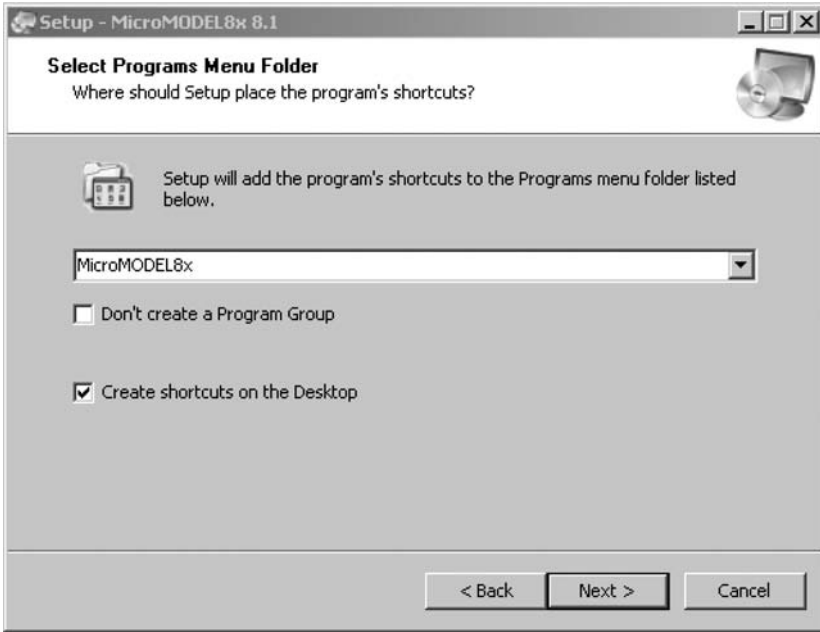 Setup - MicroMODEL8x 8.1
Select Programs Menu Folder
Where should Setup place the program's shortcuts?
Setup will add the program's shortcuts to the Programs menu folder listed
below.
MicroMODEL8x
Don't create a Program Group
Create shortcuts on the Desktop
< Back Next > Cancel